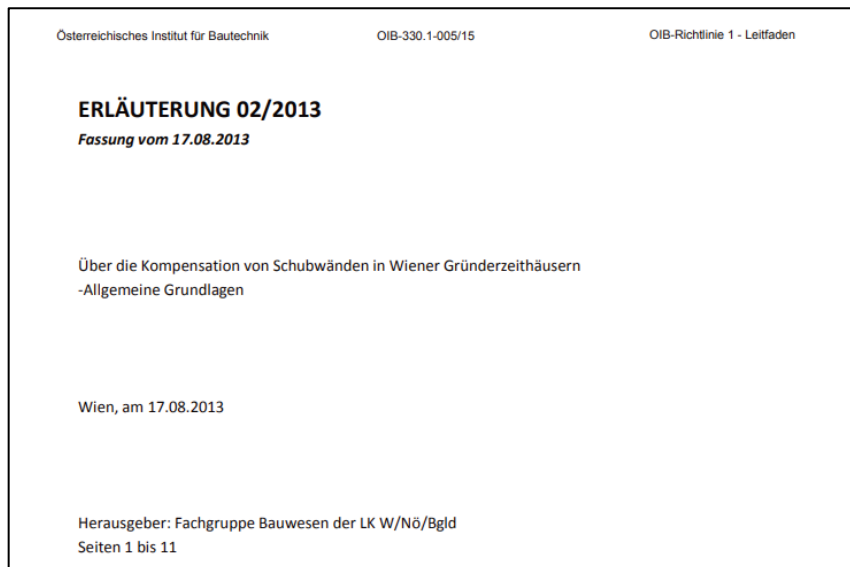 Österreichisches Institut für Bautechnik OIB-330.1-005/15 OIB-Richtlinie 1 - Leitfaden
ERLÄUTERUNG 02/2013
Fassung vom 17.08.2013
Über die Kompensation von Schubwänden in Wiener Gründerzeithäusern
-Allgemeine Grundlagen
Wien, am 17.08.2013
Herausgeber: Fachgruppe Bauwesen der LK W/Nö/Bgld
Seiten 1 bis 11